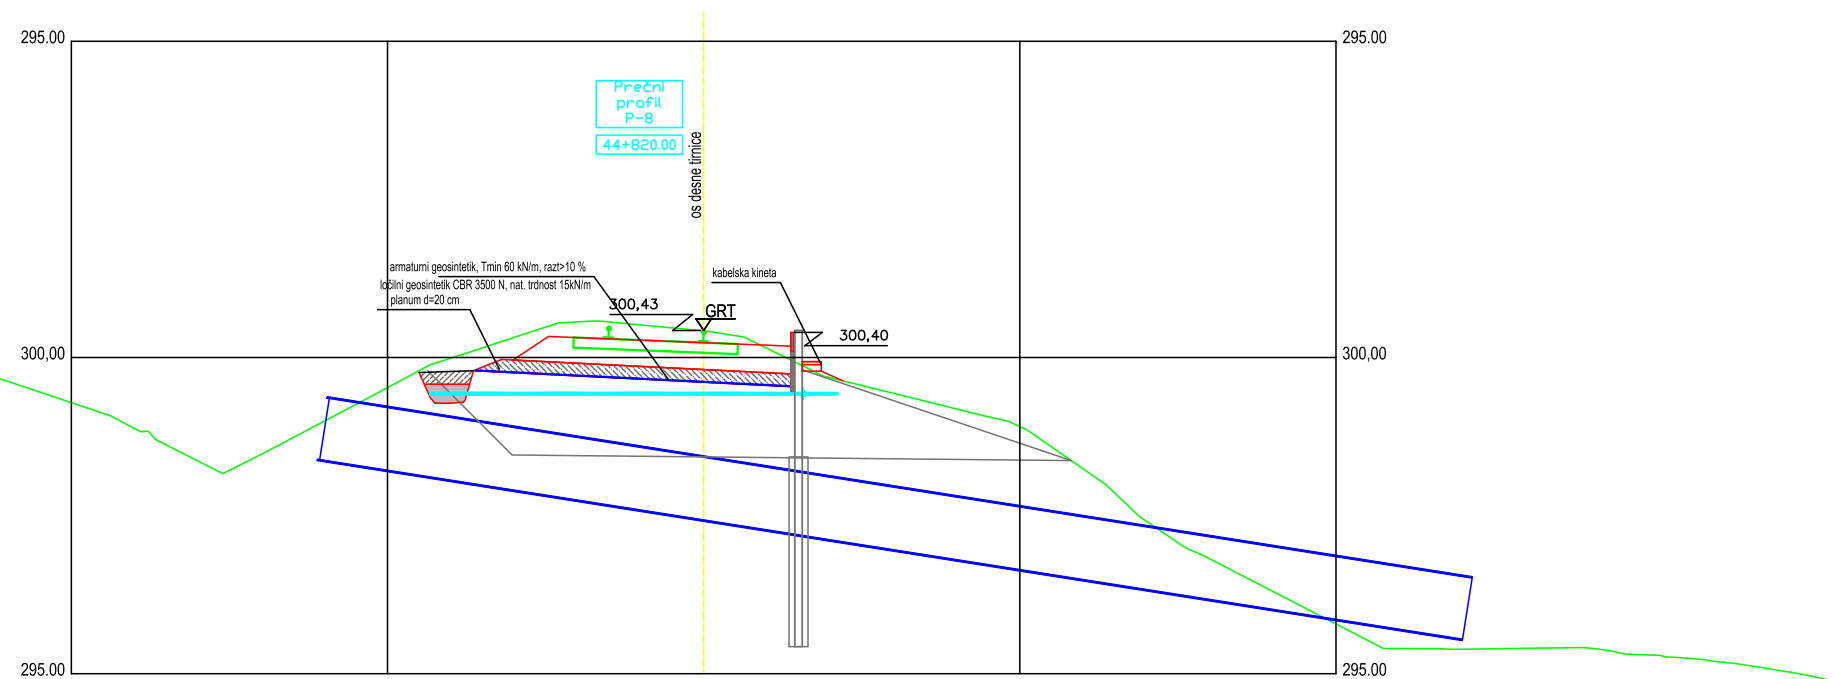 295.00
295.00
Prečni
profil
P-8
44+820.00
os desne tirnice
armaturni geosintetik, Tmin 60 kN/m, razt>10 %
ločilni geosintetik CBR 3500 N, nat. trdnost 15kN/m
planum d=20 cm
kabelska kineta
300,43
GRT
300,40
300,00
300,00
295.00
295.00